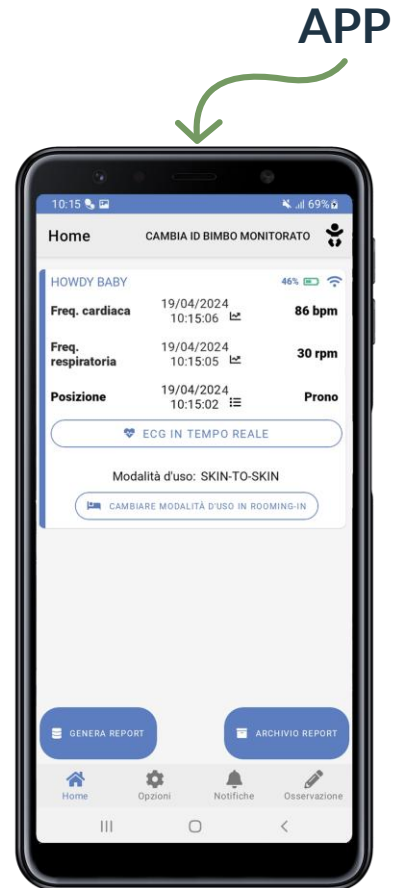 APP
10:15 69%
Home CAMBIA ID BIMBO MONITORATO
HOWDY BABY 46%
Freq. cardiaca 19/04/2024 10:15:06 86 bpm
Freq. respiratoria 19/04/2024 10:15:05 30 rpm
Posizione 19/04/2024 10:15:02 Prono
ECG IN TEMPO REALE
Modalità d'uso: SKIN-TO-SKIN
CAMBIARE MODALITÀ D'USO IN ROOMING-IN
GENERA REPORT ARCHIVIO REPORT
Home Opzioni Notifiche Osservazione